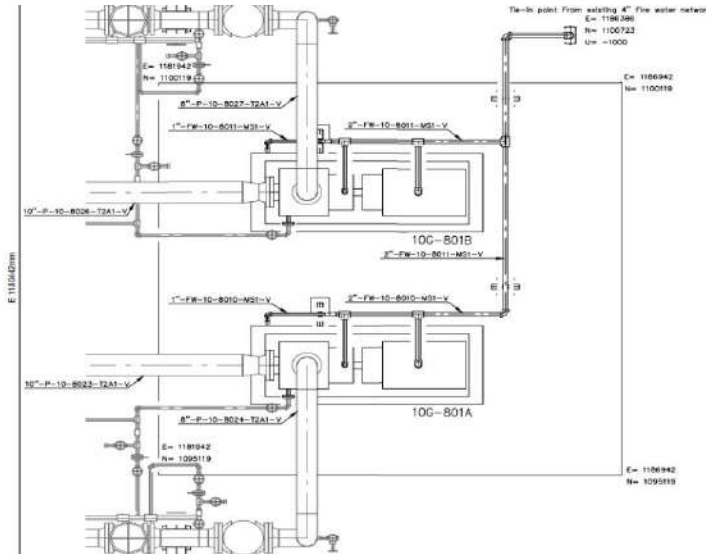 Tie-in point From existing 4" Fire water networ
E= 1186386
N= 1100723
U= -1000
E= 1181942
N= 1100119
E= 1186942
N= 1100119
8"-P-10-8027-T2A1-V
1"-FW-10-8011-MS1-V
2"-FW-10-8011-MS1-V
10"-P-10-8026-T2A1-V
10G-801B
2"-FW-10-8011-MS1-V
1"-FW-10-8010-MS1-V
2"-FW-10-8010-MS1-V
10"-P-10-8023-T2A1-V
8"-P-10-8024-T2A1-V
10G-801A
E= 1181942
N= 1095119
E= 1186942
N= 1095119